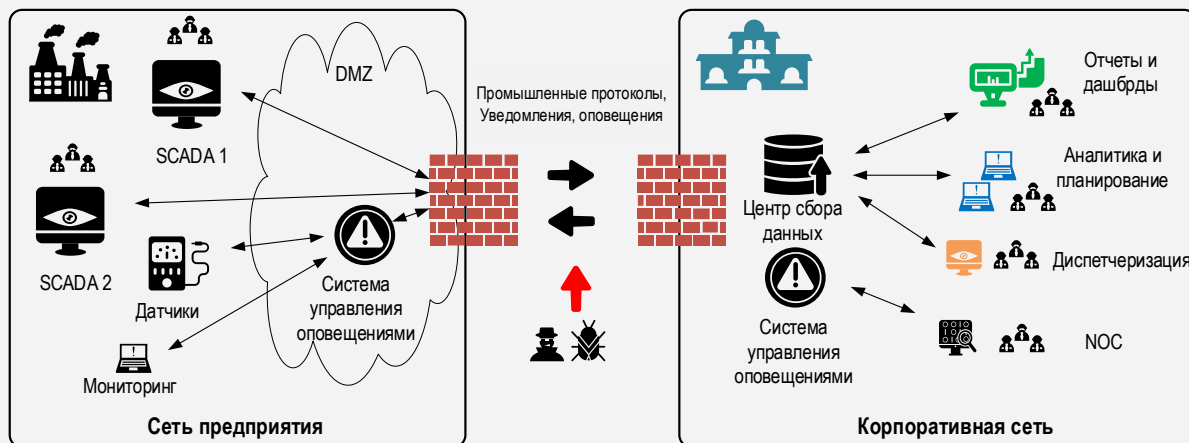 DMZ
SCADA 1
SCADA 2
Датчики
Мониторинг
Система
управления
оповещениями
Сеть предприятия
Промышленные протоколы,
Уведомления, оповещения
Центр сбора
данных
Система
управления
оповещениями
Отчеты и
дашбрды
Аналитика и
планирование
Диспетчеризация
NOC
Корпоративная сеть